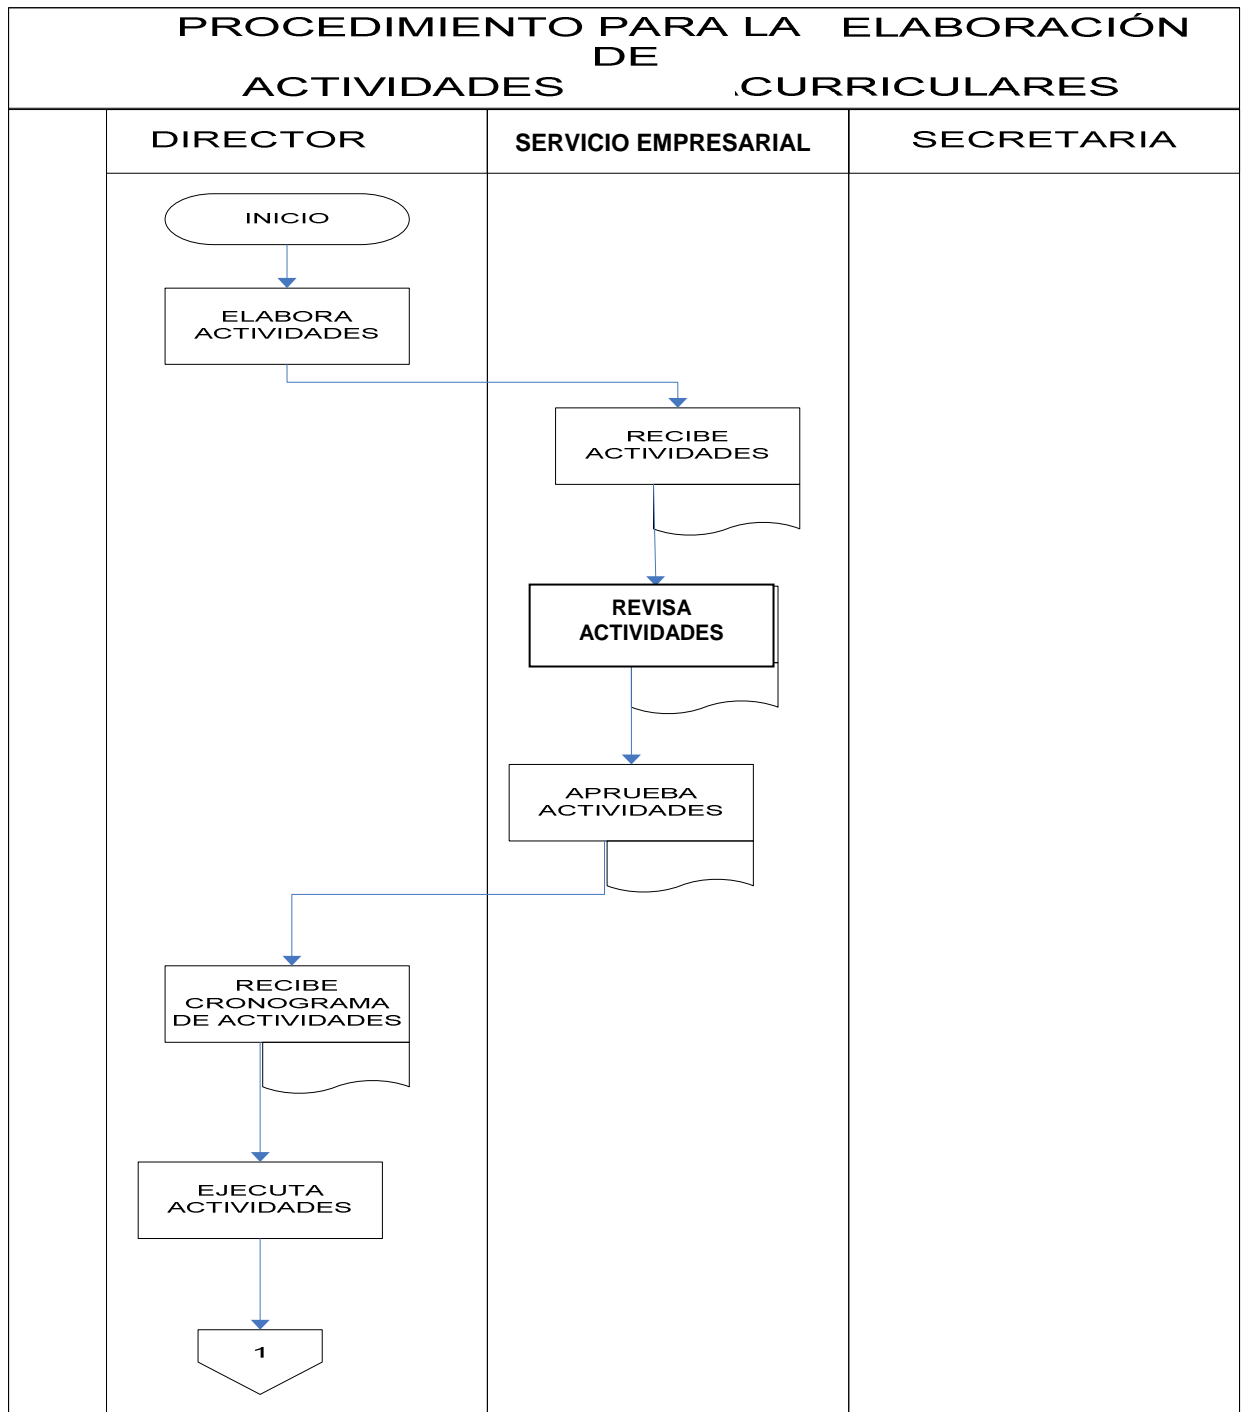 PROCEDIMIENTO PARA LA ELABORACIÓN
DE
ACTIVIDADES CURRICULARES
DIRECTOR
SERVICIO EMPRESARIAL
SECRETARIA
INICIO
ELABORA
ACTIVIDADES
RECIBE
ACTIVIDADES
REVISA
ACTIVIDADES
APRUEBA
ACTIVIDADES
RECIBE
CRONOGRAMA
DE ACTIVIDADES
EJECUTA
ACTIVIDADES
1